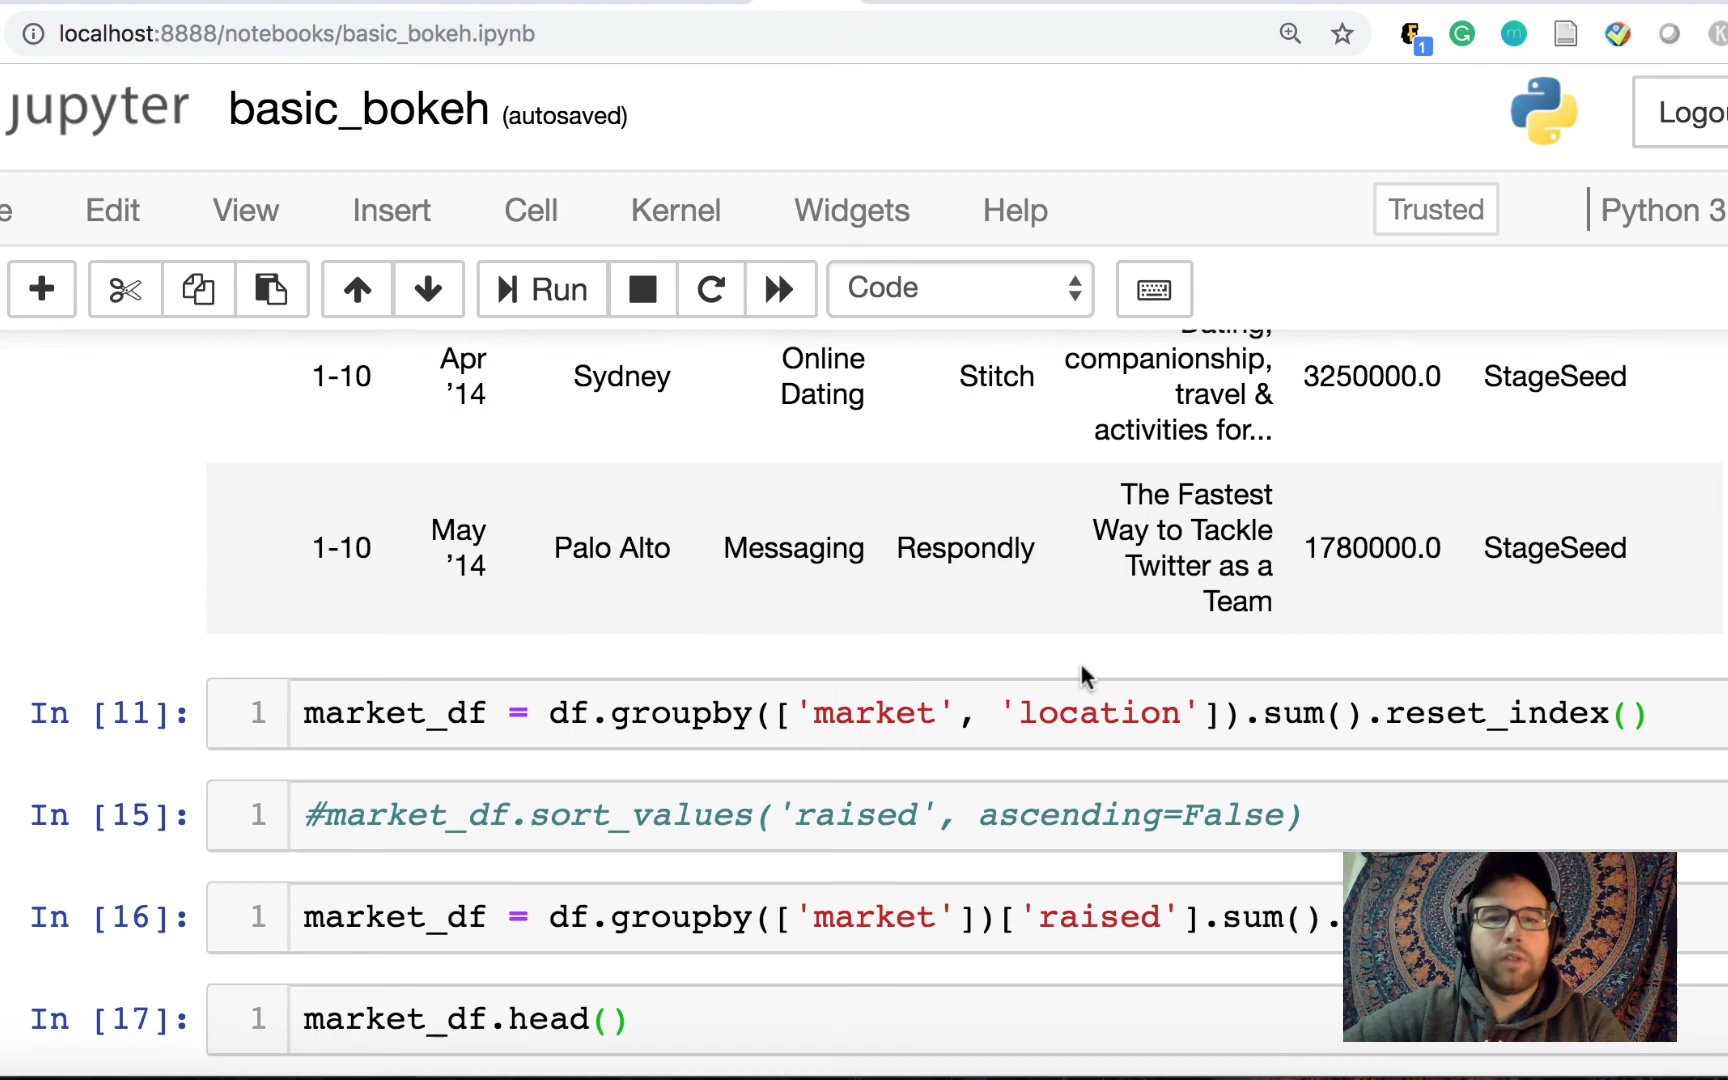 localhost:8888/notebooks/basic_bokeh.ipynb
1
G
m
jupyter basic_bokeh (autosaved)
Logou
e Edit View Insert Cell Kernel Widgets Help Trusted Python 3
Run Code
1-10 Apr ’14 Sydney Online Dating Stitch Dating, companionship, travel & activities for... 3250000.0 StageSeed
1-10 May ’14 Palo Alto Messaging Respondly The Fastest Way to Tackle Twitter as a Team 1780000.0 StageSeed
In [11]: 1 market_df = df.groupby(['market', 'location']).sum().reset_index()
In [15]: 1 #market_df.sort_values('raised', ascending=False)
In [16]: 1 market_df = df.groupby(['market'])['raised'].sum().
In [17]: 1 market_df.head()